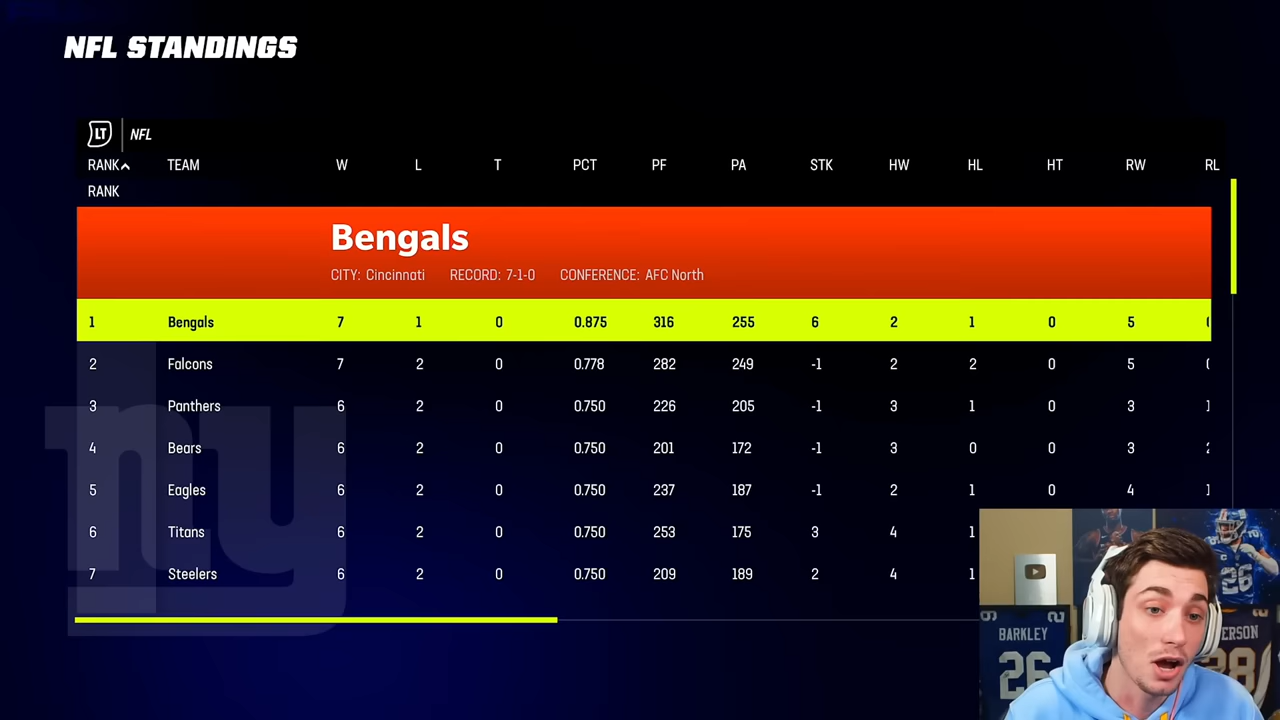 NFL STANDINGS
LT NFL
RANK TEAM W L T PCT PF PA STK HW HL HT RW RL
RANK
Bengals
CITY: Cincinnati RECORD: 7-1-0 CONFERENCE: AFC North
1 Bengals 7 1 0 0.875 316 255 6 2 1 0 5
2 Falcons 7 2 0 0.778 282 249 -1 2 2 0 5
3 Panthers 6 2 0 0.750 226 205 -1 3 1 0 3
4 Bears 6 2 0 0.750 201 172 -1 3 0 0 3
5 Eagles 6 2 0 0.750 237 187 -1 2 1 0 4
6 Titans 6 2 0 0.750 253 175 3 4 1
7 Steelers 6 2 0 0.750 209 189 2 4 1
ny
26
BARKLEY
26
ERSON
28